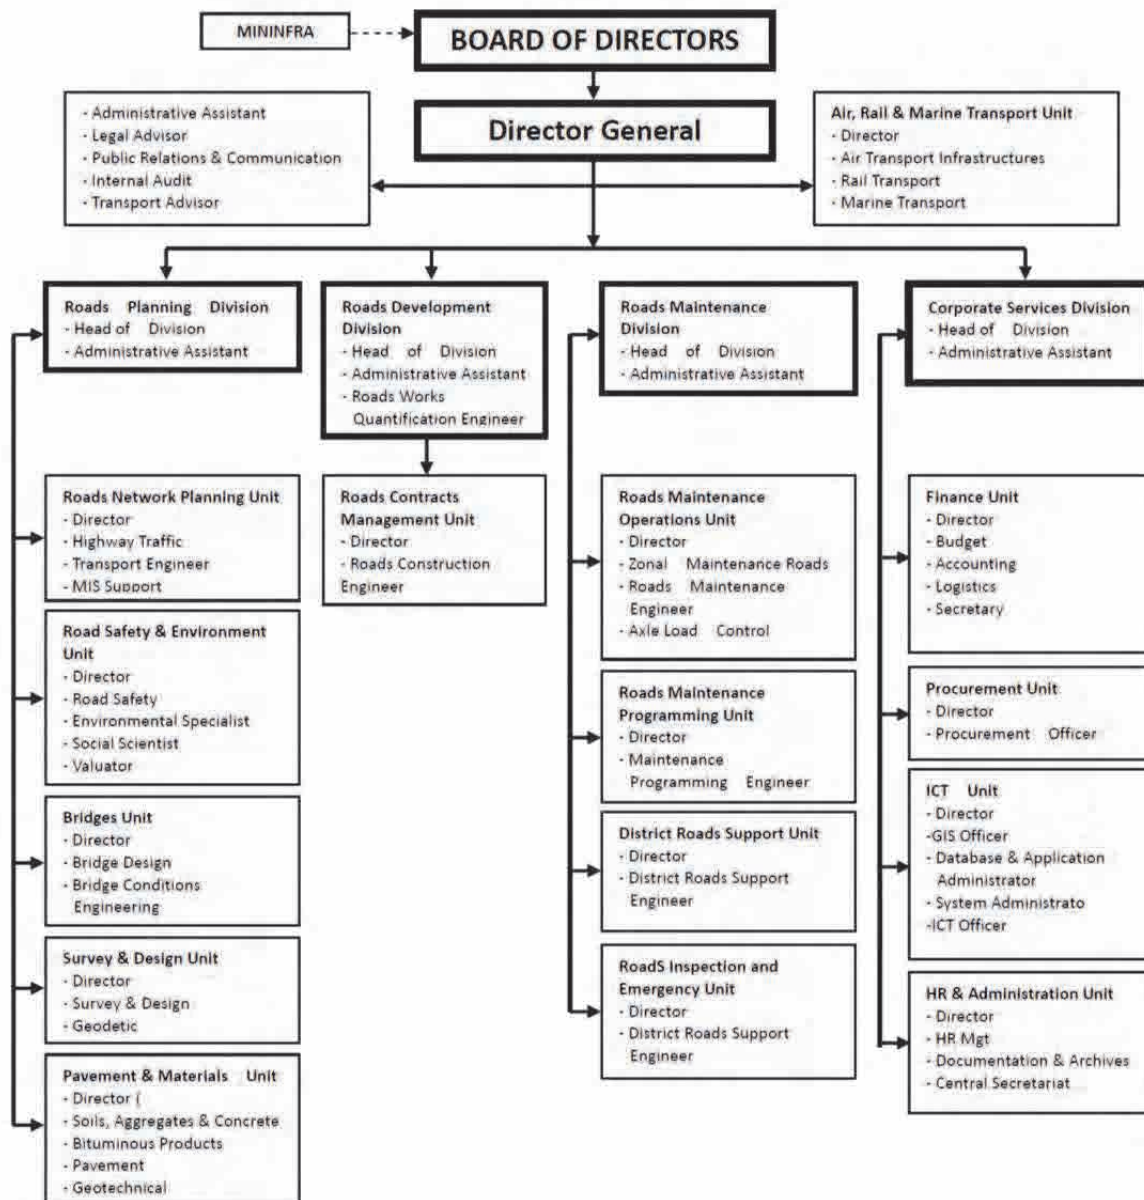 MININFRA
BOARD OF DIRECTORS
- Administrative Assistant
- Legal Advisor
- Public Relations & Communication
- Internal Audit
- Transport Advisor
Director General
Air, Rail & Marine Transport Unit
- Director
- Air Transport Infrastructures
- Rail Transport
- Marine Transport
Roads Planning Division
- Head of Division
- Administrative Assistant
Roads Development
Division
- Head of Division
- Administrative Assistant
- Roads Works
Quantification Engineer
Roads Maintenance
Division
- Head of Division
- Administrative Assistant
Corporate Services Division
- Head of Division
- Administrative Assistant
Roads Network Planning Unit
- Director
- Highway Traffic
- Transport Engineer
- MIS Support
Road Safety & Environment
Unit
- Director
- Road Safety
- Environmental Specialist
- Social Scientist
- Valuator
Bridges Unit
- Director
- Bridge Design
- Bridge Conditions
Engineering
Survey & Design Unit
- Director
- Survey & Design
- Geodetic
Pavement & Materials Unit
- Director (
- Soils, Aggregates & Concrete
- Bituminous Products
- Pavement
- Geotechnical
Roads Contracts
Management Unit
- Director
- Roads Construction
Engineer
Roads Maintenance
Operations Unit
- Director
- Zonal Maintenance Roads
- Roads Maintenance
Engineer
- Axle Load Control
Roads Maintenance
Programming Unit
- Director
- Maintenance
Programming Engineer
District Roads Support Unit
- Director
- District Roads Support
Engineer
RoadS Inspection and
Emergency Unit
- Director
- District Roads Support
Engineer
Finance Unit
- Director
- Budget
- Accounting
- Logistics
- Secretary
Procurement Unit
- Director
- Procurement Officer
ICT Unit
- Director
-GIS Officer
- Database & Application
Administrator
- System Administrato
-ICT Officer
HR & Administration Unit
- Director
- HR Mgt
- Documentation & Archives
- Central Secretariat